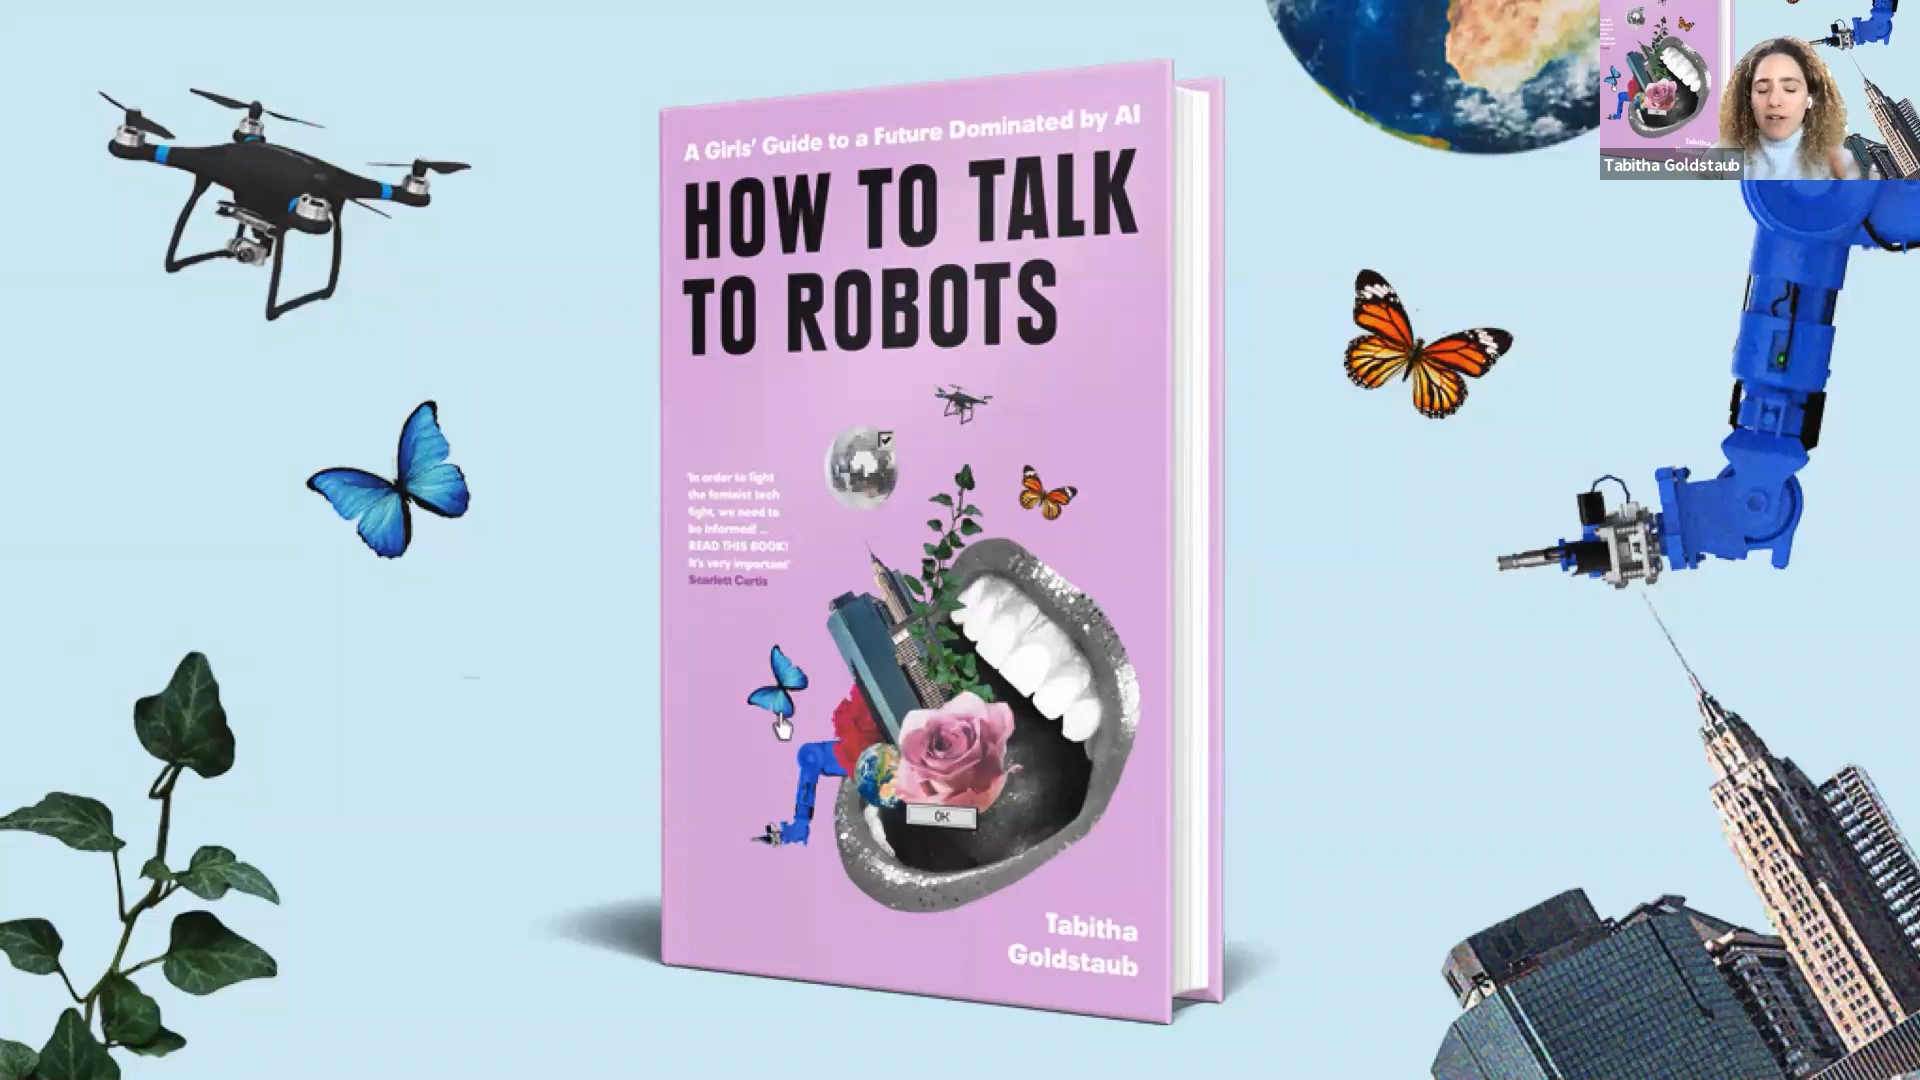 A Girls' Guide to a Future Dominated by AI
HOW TO TALK
TO ROBOTS
'In order to fight
the feminist tech
fight, we need to
be informed! ...
READ THIS BOOK!
It's very important'
Scarlett Curtis
OK
Tabitha
Goldstaub
Tabitha Goldstaub